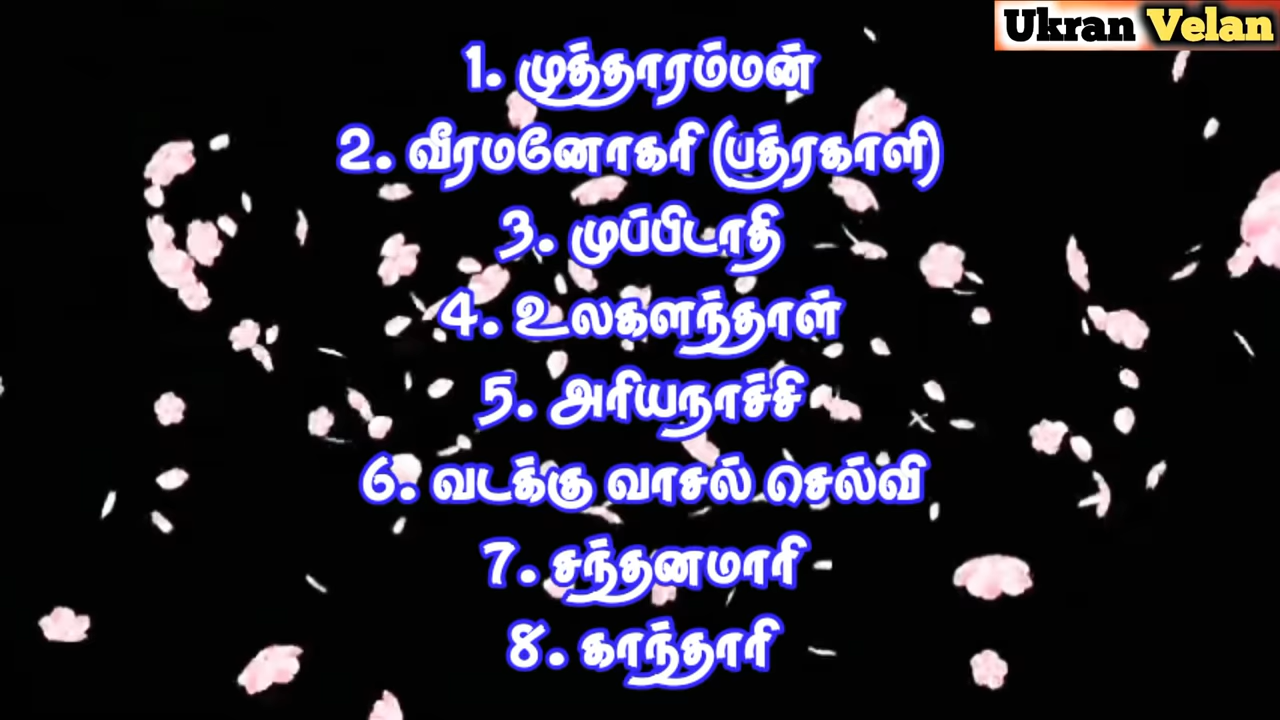 Ukran Velan
1. முத்தாரம்மன்
2. வீரமனோகரி (பத்ரகாளி)
3. முப்பிடாதி
4. உலகளந்தாள்
5. அரியநாச்சி
6. வடக்கு வாசல் செல்வி
7. சந்தனமாரி
8. காந்தாரி